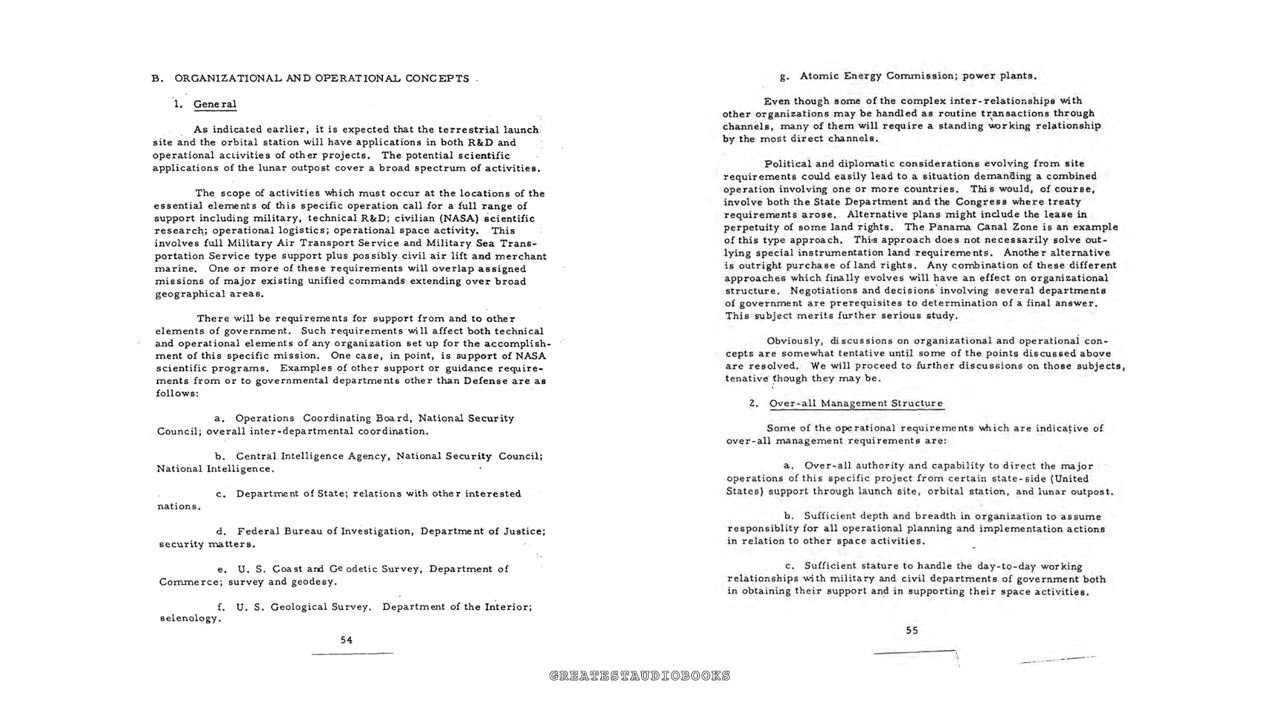 B. ORGANIZATIONAL AND OPERATIONAL CONCEPTS
1. General
As indicated earlier, it is expected that the terrestrial launch
site and the orbital station will have applications in both R&D and
operational activities of other projects. The potential scientific
applications of the lunar outpost cover a broad spectrum of activities.
The scope of activities which must occur at the locations of the
essential elements of this specific operation call for a full range of
support including military, technical R&D; civilian (NASA) scientific
research; operational logistics; operational space activity. This
involves full Military Air Transport Service and Military Sea Trans-
portation Service type support plus possibly civil air lift and merchant
marine. One or more of these requirements will overlap assigned
missions of major existing unified commands extending over broad
geographical areas.
There will be requirements for support from and to other
elements of government. Such requirements will affect both technical
and operational elements of any organization set up for the accomplish-
ment of this specific mission. One case, in point, is support of NASA
scientific programs. Examples of other support or guidance require-
ments from or to governmental departments other than Defense are as
follows:
a. Operations Coordinating Board, National Security
Council; overall inter-departmental coordination.
b. Central Intelligence Agency, National Security Council;
National Intelligence.
c. Department of State; relations with other interested
nations.
d. Federal Bureau of Investigation, Department of Justice;
security matters.
e. U. S. Coast and Geodetic Survey, Department of
Commerce; survey and geodesy.
f. U. S. Geological Survey. Department of the Interior;
selenology.
54
g. Atomic Energy Commission; power plants.
Even though some of the complex inter-relationships with
other organizations may be handled as routine transactions through
channels, many of them will require a standing working relationship
by the most direct channels.
Political and diplomatic considerations evolving from site
requirements could easily lead to a situation demanding a combined
operation involving one or more countries. This would, of course,
involve both the State Department and the Congress where treaty
requirements arose. Alternative plans might include the lease in
perpetuity of some land rights. The Panama Canal Zone is an example
of this type approach. This approach does not necessarily solve out-
lying special instrumentation land requirements. Another alternative
is outright purchase of land rights. Any combination of these different
approaches which finally evolves will have an effect on organizational
structure. Negotiations and decisions involving several departments
of government are prerequisites to determination of a final answer.
This subject merits further serious study.
Obviously, discussions on organizational and operational con-
cepts are somewhat tentative until some of the points discussed above
are resolved. We will proceed to further discussions on those subjects,
tenative though they may be.
2. Over-all Management Structure
Some of the operational requirements which are indicative of
over-all management requirements are:
a. Over-all authority and capability to direct the major
operations of this specific project from certain state-side (United
States) support through launch site, orbital station, and lunar outpost.
b. Sufficient depth and breadth in organization to assume
responsiblity for all operational planning and implementation actions
in relation to other space activities.
c. Sufficient stature to handle the day-to-day working
relationships with military and civil departments of government both
in obtaining their support and in supporting their space activities.
55
GREATESTAUDIOBOOKS